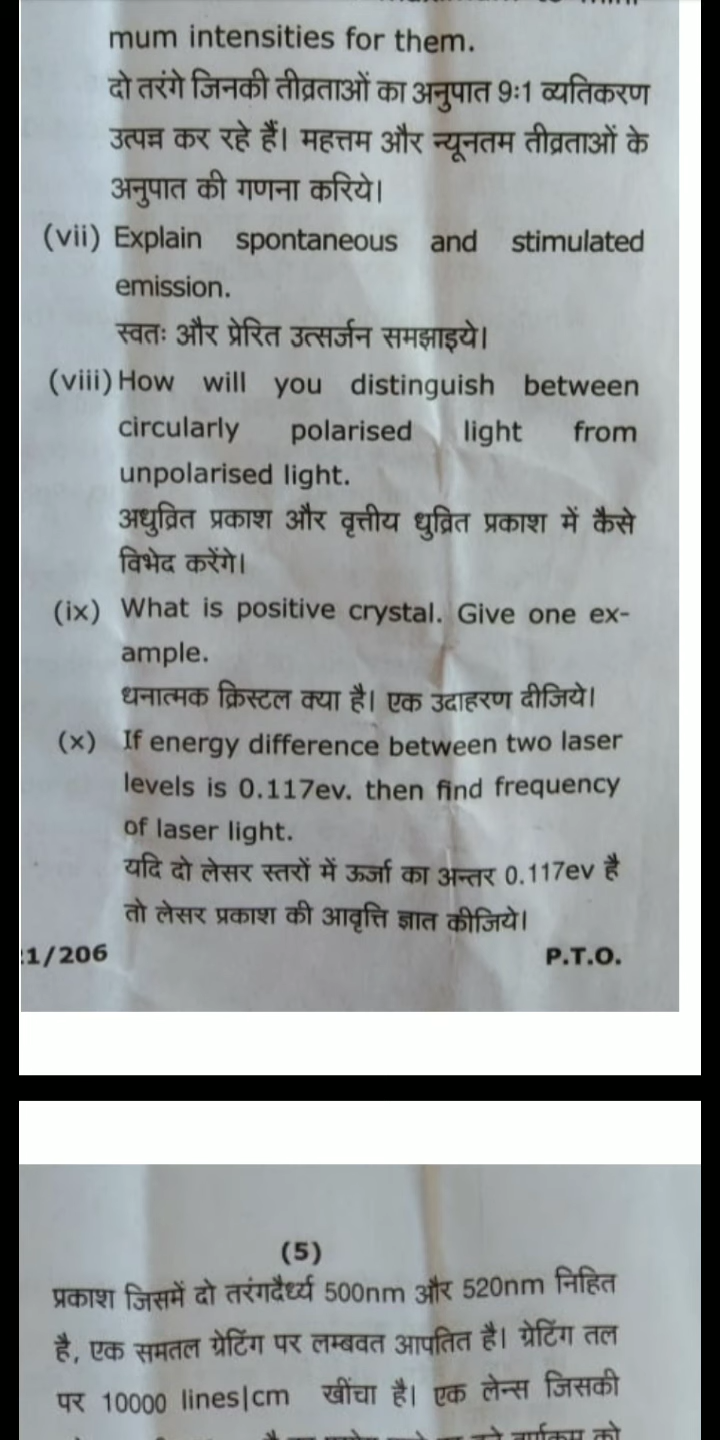 mum intensities for them.
दो तरंगे जिनकी तीव्रताओं का अनुपात 9ः1 व्यतिकरण
उत्पन्न कर रहे हैं। महत्तम और न्यूनतम तीव्रताओं के
अनुपात की गणना करिये।
(vii) Explain spontaneous and stimulated
emission.
स्वतः और प्रेरित उत्सर्जन समझाइये।
(viii) How will you distinguish between
circularly polarised light from
unpolarised light.
अधुव्रित प्रकाश और वृत्तीय धुव्रित प्रकाश में कैसे
विभेद करेंगे।
(ix) What is positive crystal. Give one ex-
ample.
धनात्मक क्रिस्टल क्या है। एक उदाहरण दीजिये।
(x) If energy difference between two laser
levels is 0.117ev. then find frequency
of laser light.
यदि दो लेसर स्तरों में ऊर्जा का अन्तर 0.117ev है
तो लेसर प्रकाश की आवृत्ति ज्ञात कीजिये।
1/206 P.T.O.
(5)
प्रकाश जिसमें दो तरंगदैर्ध्य 500nm और 520nm निहित
है, एक समतल ग्रेटिंग पर लम्बवत आपतित है। ग्रेटिंग तल
पर 10000 lines|cm खींचा है। एक लेन्स जिसकी